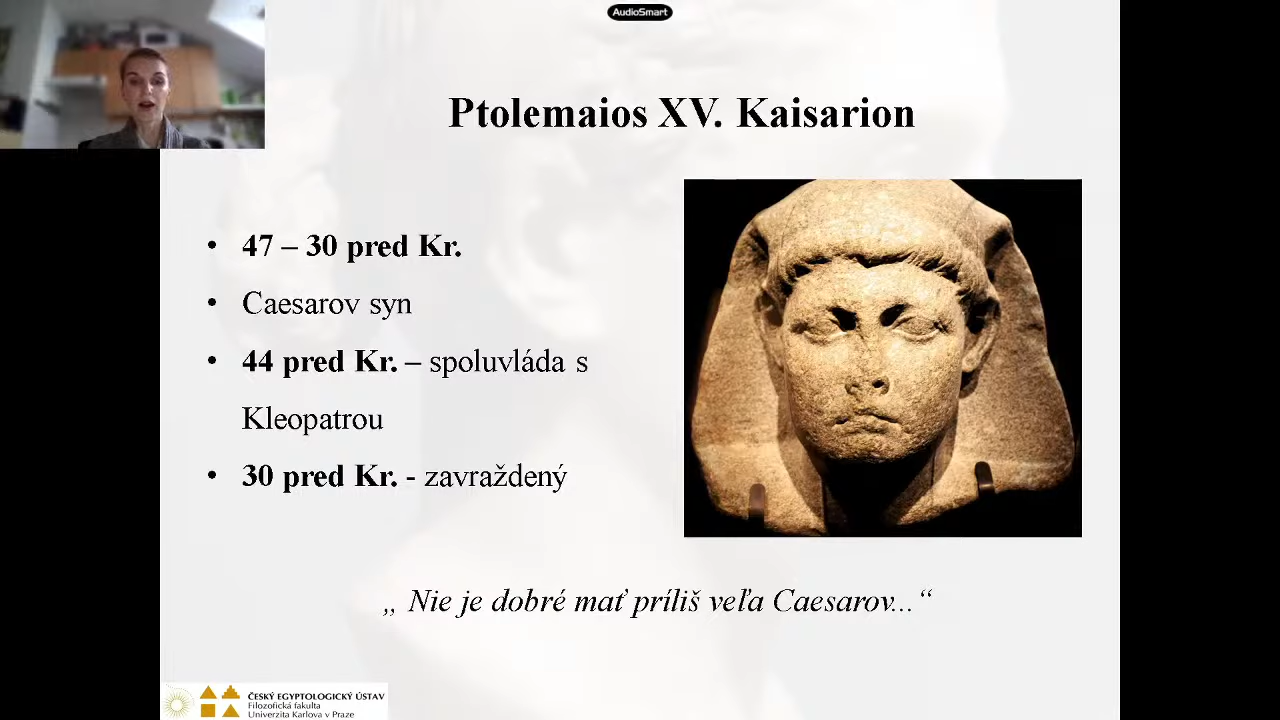 AudioSmart
Ptolemaios XV. Kaisarion
• 47 – 30 pred Kr.
• Caesarov syn
• 44 pred Kr. – spoluvláda s
Kleopatrou
• 30 pred Kr. - zavraždený
„ Nie je dobré mať príliš veľa Caesarov...“
ČESKÝ EGYPTOLOGICKÝ ÚSTAV
Filozofická fakulta
Univerzita Karlova v Praze